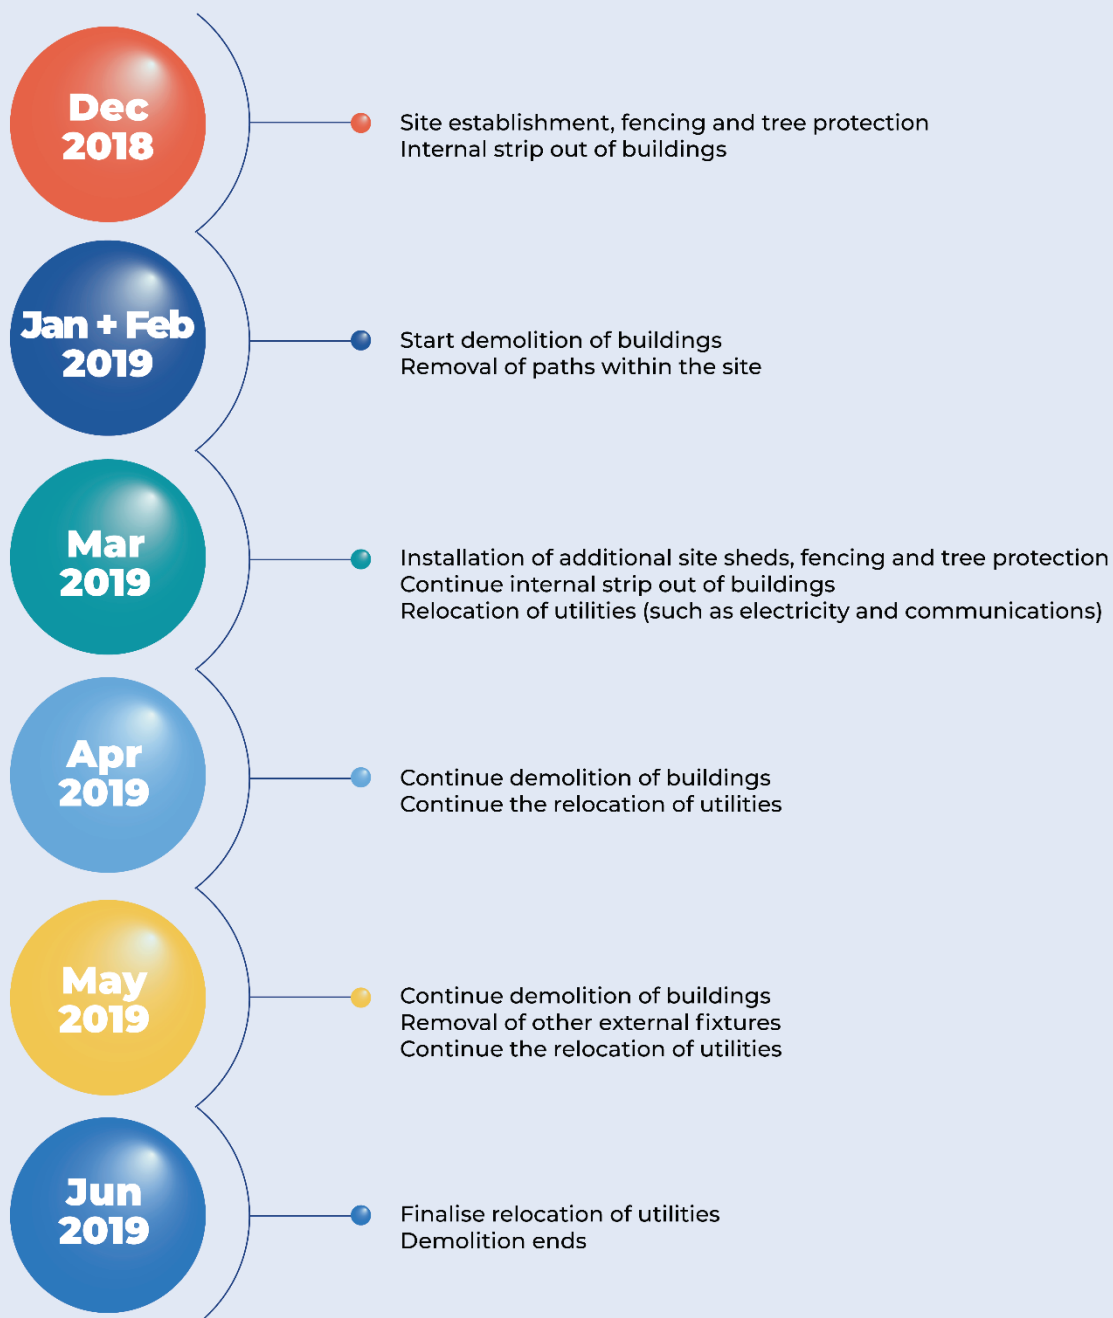 Dec
2018
Site establishment, fencing and tree protection
Internal strip out of buildings
Jan + Feb
2019
Start demolition of buildings
Removal of paths within the site
Mar
2019
Installation of additional site sheds, fencing and tree protection
Continue internal strip out of buildings
Relocation of utilities (such as electricity and communications)
Apr
2019
Continue demolition of buildings
Continue the relocation of utilities
May
2019
Continue demolition of buildings
Removal of other external fixtures
Continue the relocation of utilities
Jun
2019
Finalise relocation of utilities
Demolition ends